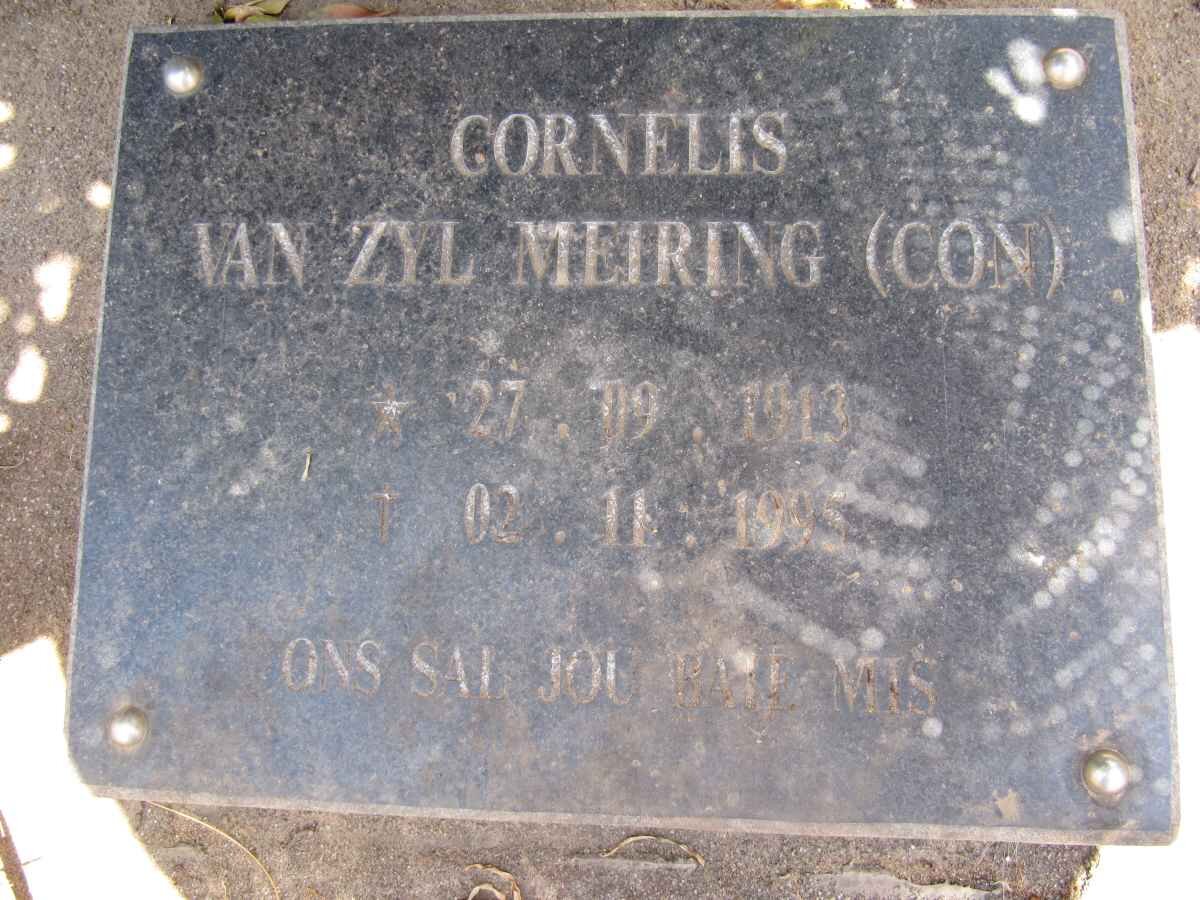 CORNELIS
VAN ZYL MEIRING (CON)
★ 27 . 09 . 1913
† 02 . 11 . 1995
ONS SAL JOU BAIE MIS